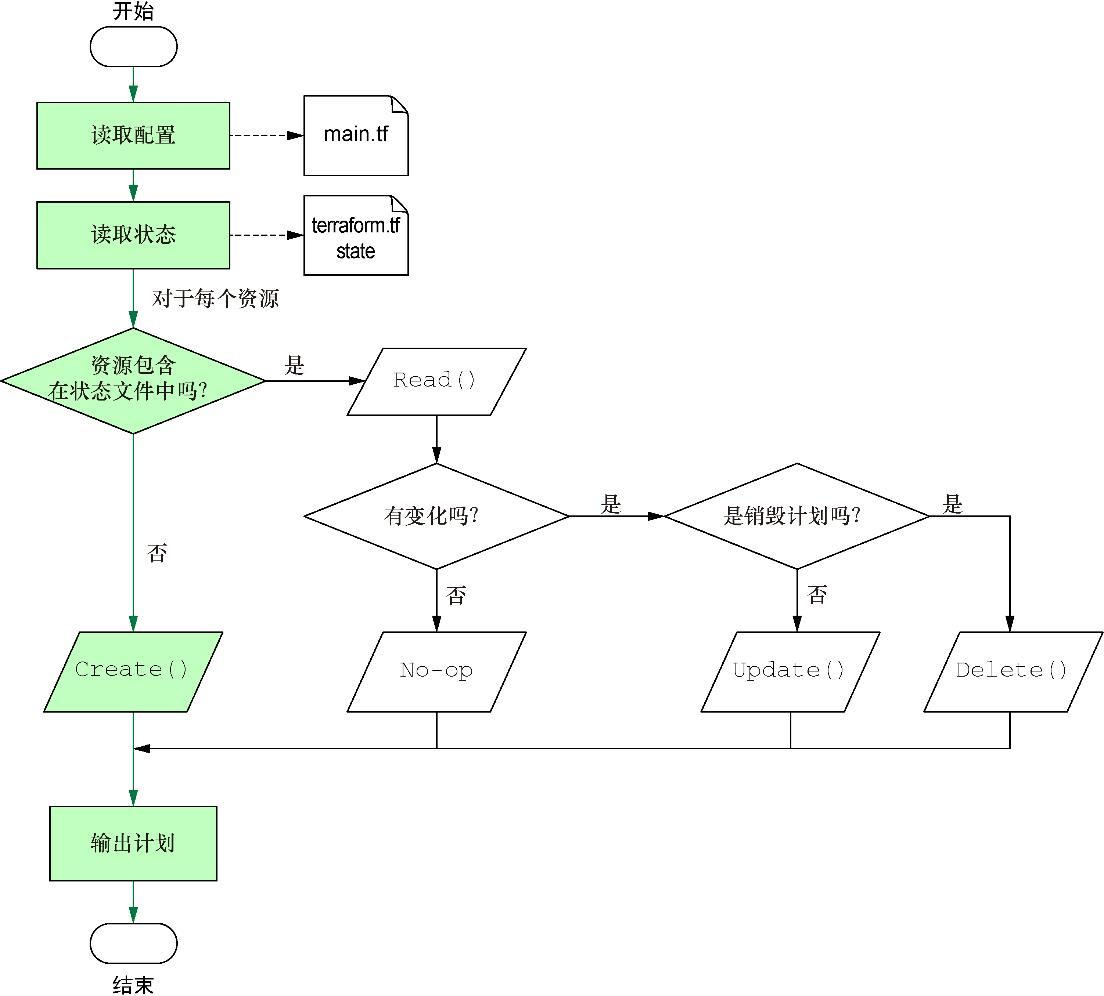 开始
读取配置
main.tf
读取状态
terraform.tf
state
对于每个资源
资源包含
在状态文件中吗？
是
Read()
有变化吗？
是
是销毁计划吗？
是
否
否
否
Create()
No-op
Update()
Delete()
输出计划
结束